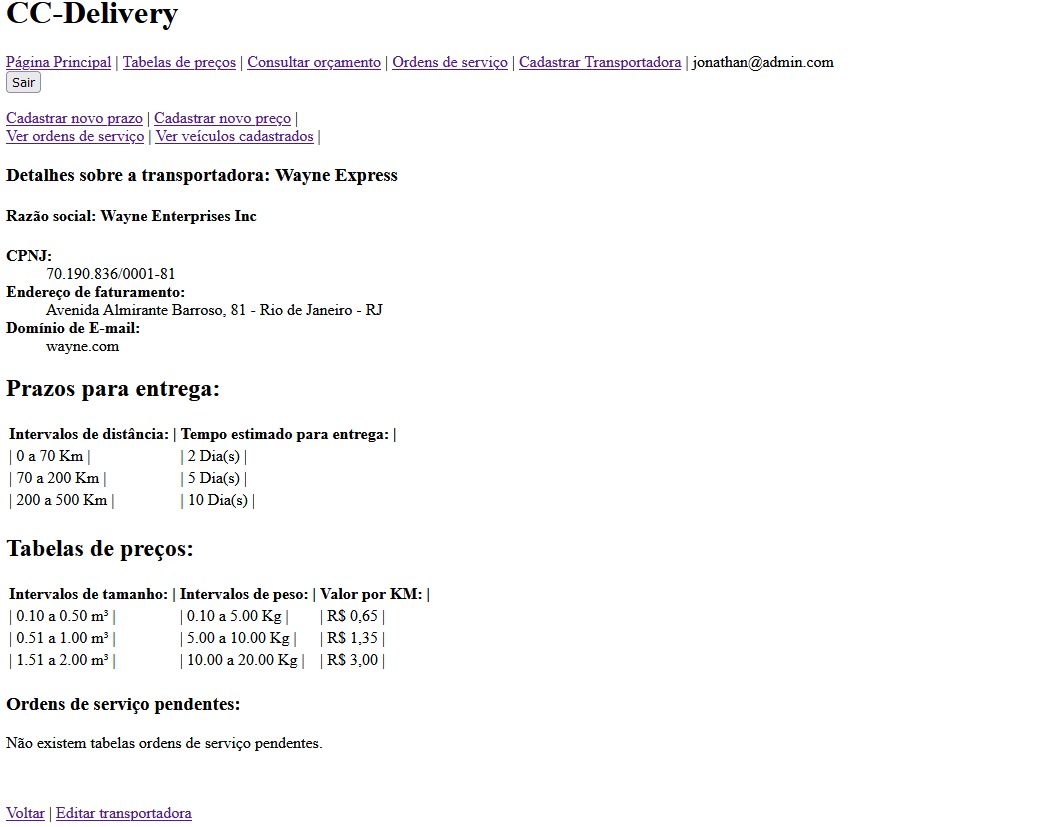 CC-Delivery
Página Principal | Tabelas de preços | Consultar orçamento | Ordens de serviço | Cadastrar Transportadora | jonathan@admin.com
Sair
Cadastrar novo prazo | Cadastrar novo preço |
Ver ordens de serviço | Ver veículos cadastrados |
Detalhes sobre a transportadora: Wayne Express
Razão social: Wayne Enterprises Inc
CPNJ:
70.190.836/0001-81
Endereço de faturamento:
Avenida Almirante Barroso, 81 - Rio de Janeiro - RJ
Domínio de E-mail:
wayne.com
Prazos para entrega:
Intervalos de distância: | Tempo estimado para entrega: |
| 0 a 70 Km | | 2 Dia(s) |
| 70 a 200 Km | | 5 Dia(s) |
| 200 a 500 Km | | 10 Dia(s) |
Tabelas de preços:
Intervalos de tamanho: | Intervalos de peso: | Valor por KM: |
| 0.10 a 0.50 m³ | | 0.10 a 5.00 Kg | | R$ 0,65 |
| 0.51 a 1.00 m³ | | 5.00 a 10.00 Kg | | R$ 1,35 |
| 1.51 a 2.00 m³ | | 10.00 a 20.00 Kg | | R$ 3,00 |
Ordens de serviço pendentes:
Não existem tabelas ordens de serviço pendentes.
Voltar | Editar transportadora